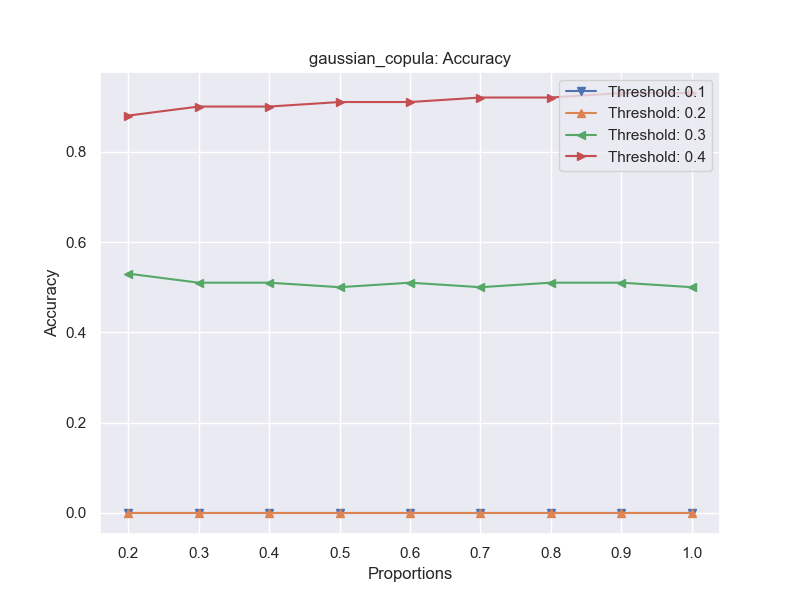 gaussian_copula: Accuracy
Threshold: 0.1
Threshold: 0.2
Threshold: 0.3
Threshold: 0.4
0.8
0.6
0.4
0.2
0.0
Accuracy
0.2 0.3 0.4 0.5 0.6 0.7 0.8 0.9 1.0
Proportions